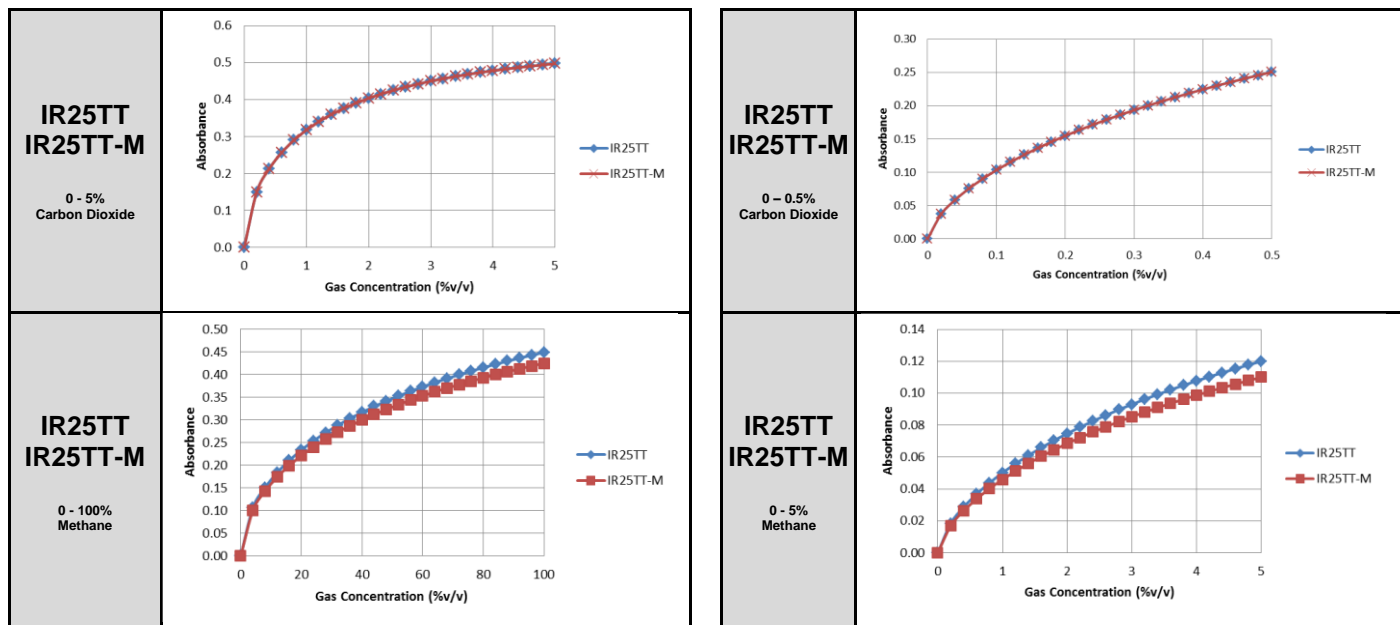 IR25TT
IR25TT-M
0 - 5%
Carbon Dioxide
0.6
0.5
0.4
0.3
0.2
0.1
0.0
Absorbance
0 1 2 3 4 5
Gas Concentration (%v/v)
IR25TT
IR25TT-M
IR25TT
IR25TT-M
0 – 0.5%
Carbon Dioxide
0.30
0.25
0.20
0.15
0.10
0.05
0.00
Absorbance
0 0.1 0.2 0.3 0.4 0.5
Gas Concentration (%v/v)
IR25TT
IR25TT-M
IR25TT
IR25TT-M
0 - 100%
Methane
0.50
0.45
0.40
0.35
0.30
0.25
0.20
0.15
0.10
0.05
0.00
Absorbance
0 20 40 60 80 100
Gas Concentration (%v/v)
IR25TT
IR25TT-M
IR25TT
IR25TT-M
0 - 5%
Methane
0.14
0.12
0.10
0.08
0.06
0.04
0.02
0.00
Absorbance
0 1 2 3 4 5
Gas Concentration (%v/v)
IR25TT
IR25TT-M